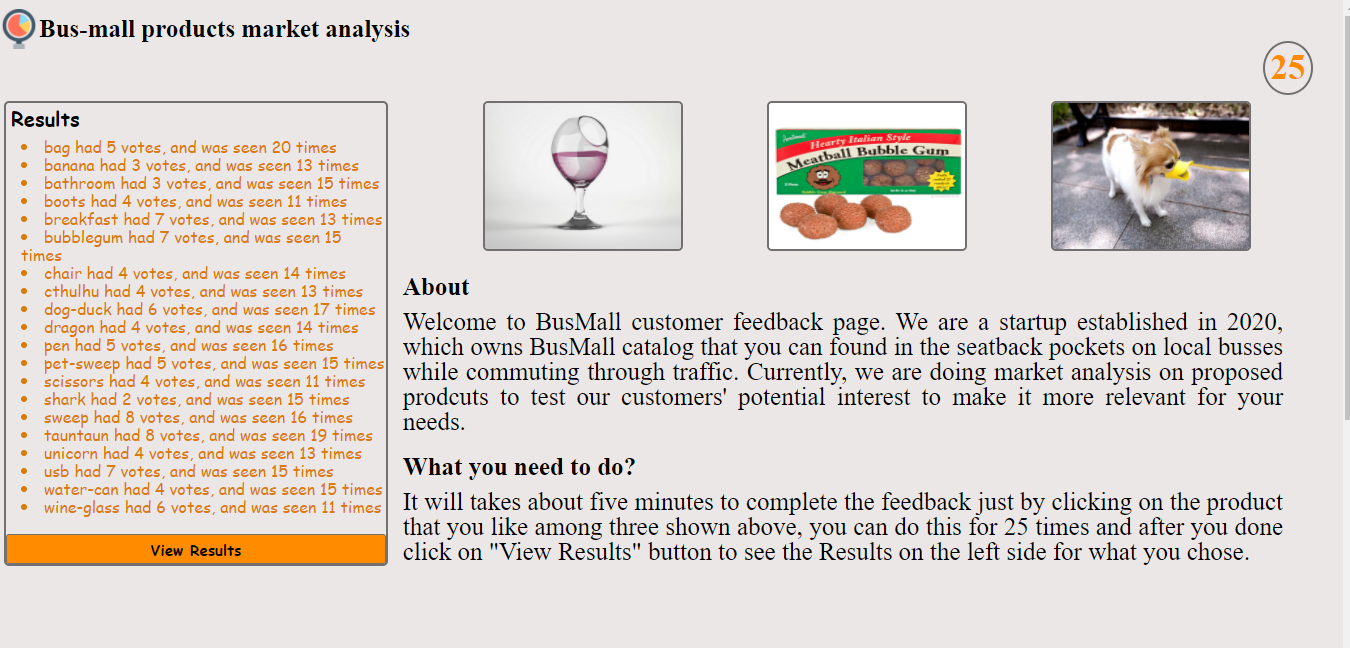 Bus-mall products market analysis
25
Results
bag had 5 votes, and was seen 20 times
banana had 3 votes, and was seen 13 times
bathroom had 3 votes, and was seen 15 times
boots had 4 votes, and was seen 11 times
breakfast had 7 votes, and was seen 13 times
bubblegum had 7 votes, and was seen 15
times
chair had 4 votes, and was seen 14 times
cthulhu had 4 votes, and was seen 13 times
dog-duck had 6 votes, and was seen 17 times
dragon had 4 votes, and was seen 14 times
pen had 5 votes, and was seen 16 times
pet-sweep had 5 votes, and was seen 15 times
scissors had 4 votes, and was seen 11 times
shark had 2 votes, and was seen 15 times
sweep had 8 votes, and was seen 16 times
tauntaun had 8 votes, and was seen 19 times
unicorn had 4 votes, and was seen 13 times
usb had 7 votes, and was seen 15 times
water-can had 4 votes, and was seen 15 times
wine-glass had 6 votes, and was seen 11 times
View Results
Hearty Italian Style
Meatball Bubble Gum
About
Welcome to BusMall customer feedback page. We are a startup established in 2020,
which owns BusMall catalog that you can found in the seatback pockets on local busses
while commuting through traffic. Currently, we are doing market analysis on proposed
prodcuts to test our customers' potential interest to make it more relevant for your
needs.
What you need to do?
It will takes about five minutes to complete the feedback just by clicking on the product
that you like among three shown above, you can do this for 25 times and after you done
click on "View Results" button to see the Results on the left side for what you chose.